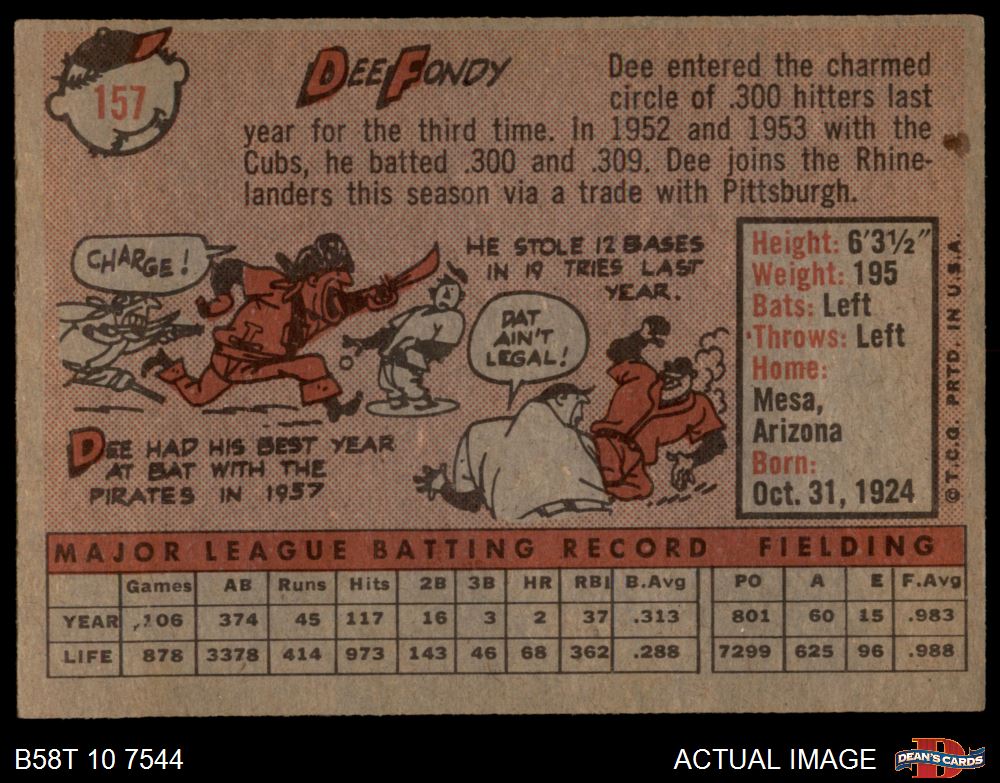 157
DEE FONDY
Dee entered the charmed
circle of .300 hitters last
year for the third time. In 1952 and 1953 with the
Cubs, he batted .300 and .309. Dee joins the Rhine-
landers this season via a trade with Pittsburgh.
CHARGE!
HE STOLE 12 BASES
IN 19 TRIES LAST
YEAR.
DAT
AIN'T
LEGAL!
DEE HAD HIS BEST YEAR
AT BAT WITH THE
PIRATES IN 1957
Height: 6'3½"
Weight: 195
Bats: Left
Throws: Left
Home:
Mesa,
Arizona
Born:
Oct. 31, 1924
© T.C.G. PRTD. IN U.S.A.
MAJOR LEAGUE BATTING RECORD FIELDING
Games AB Runs Hits 2B 3B HR RBI B.Avg PO A E F.Avg
YEAR 106 374 45 117 16 3 2 37 .313 801 60 15 .983
LIFE 878 3378 414 973 143 46 68 362 .288 7299 625 96 .988
B58T 10 7544
ACTUAL IMAGE
D
DEAN'S CARDS